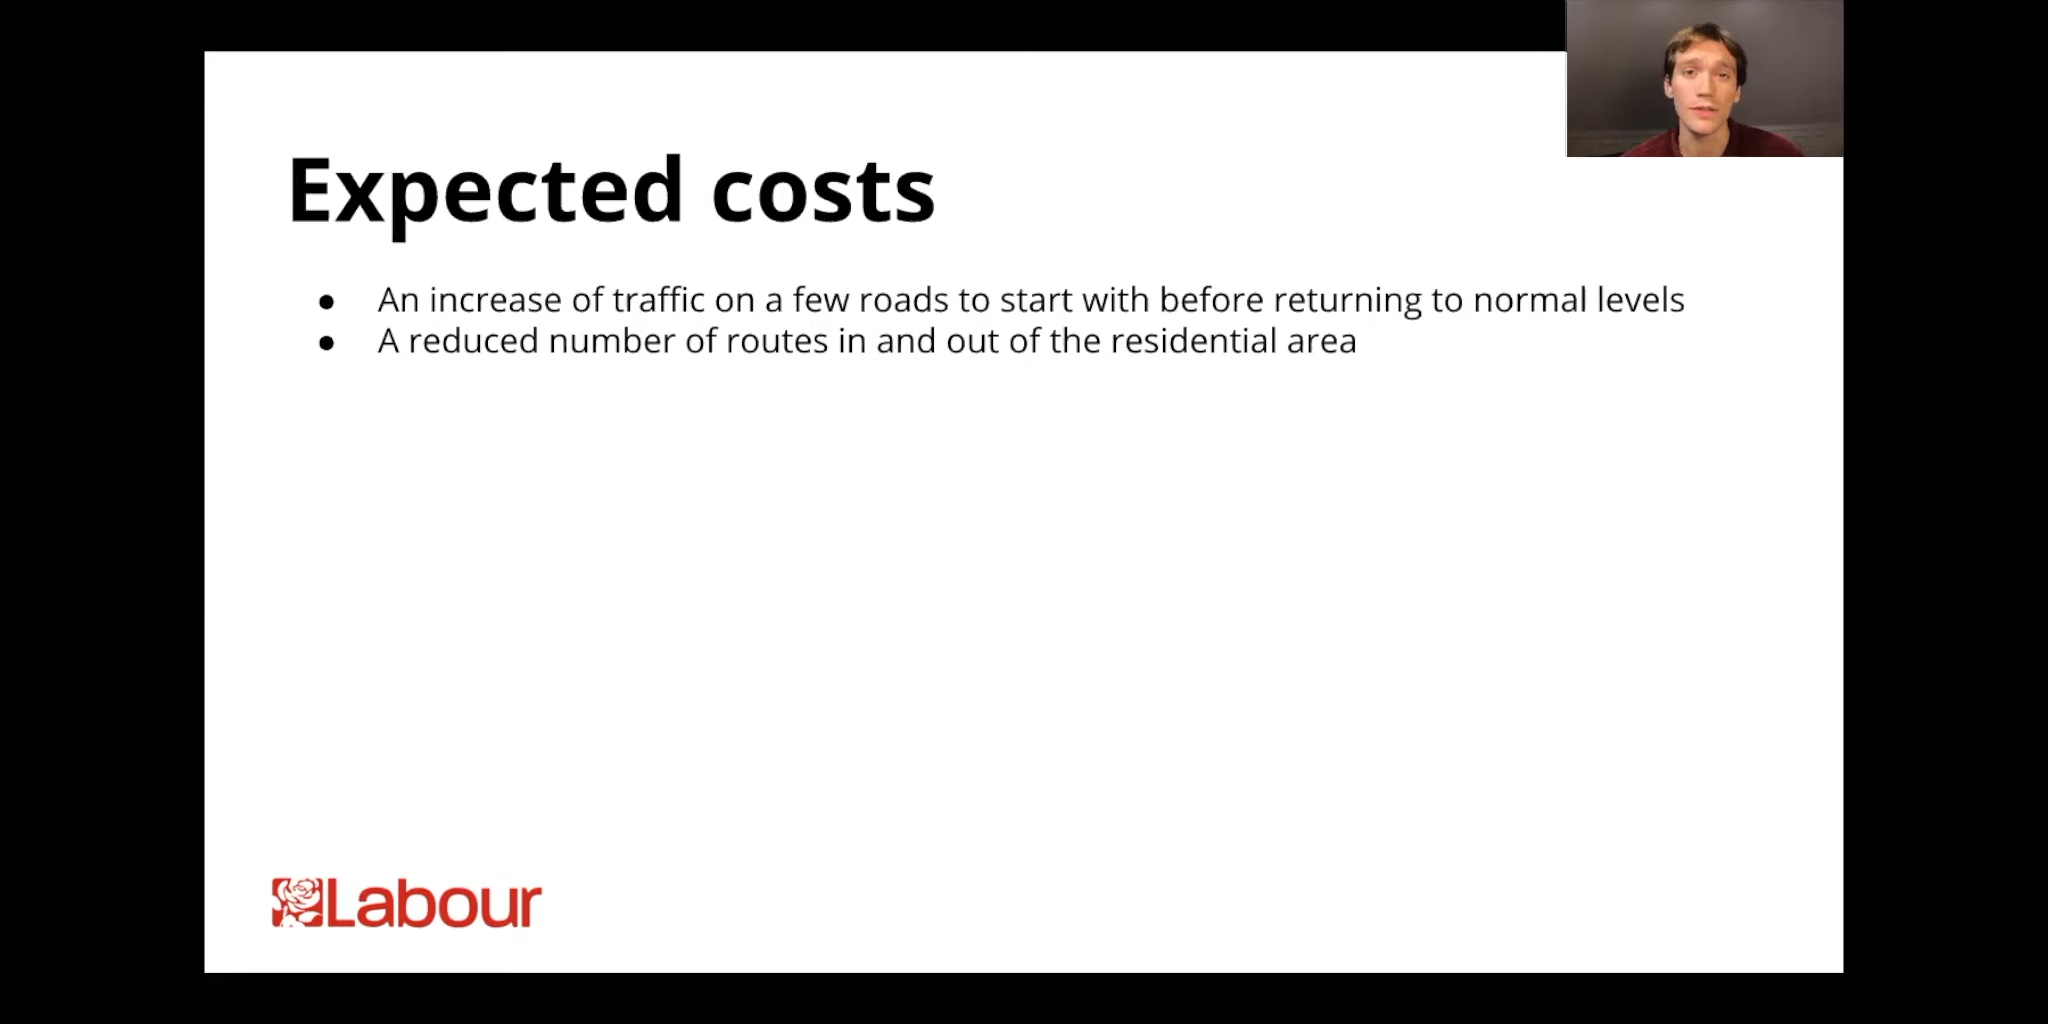 Expected costs
● An increase of traffic on a few roads to start with before returning to normal levels
● A reduced number of routes in and out of the residential area
Labour